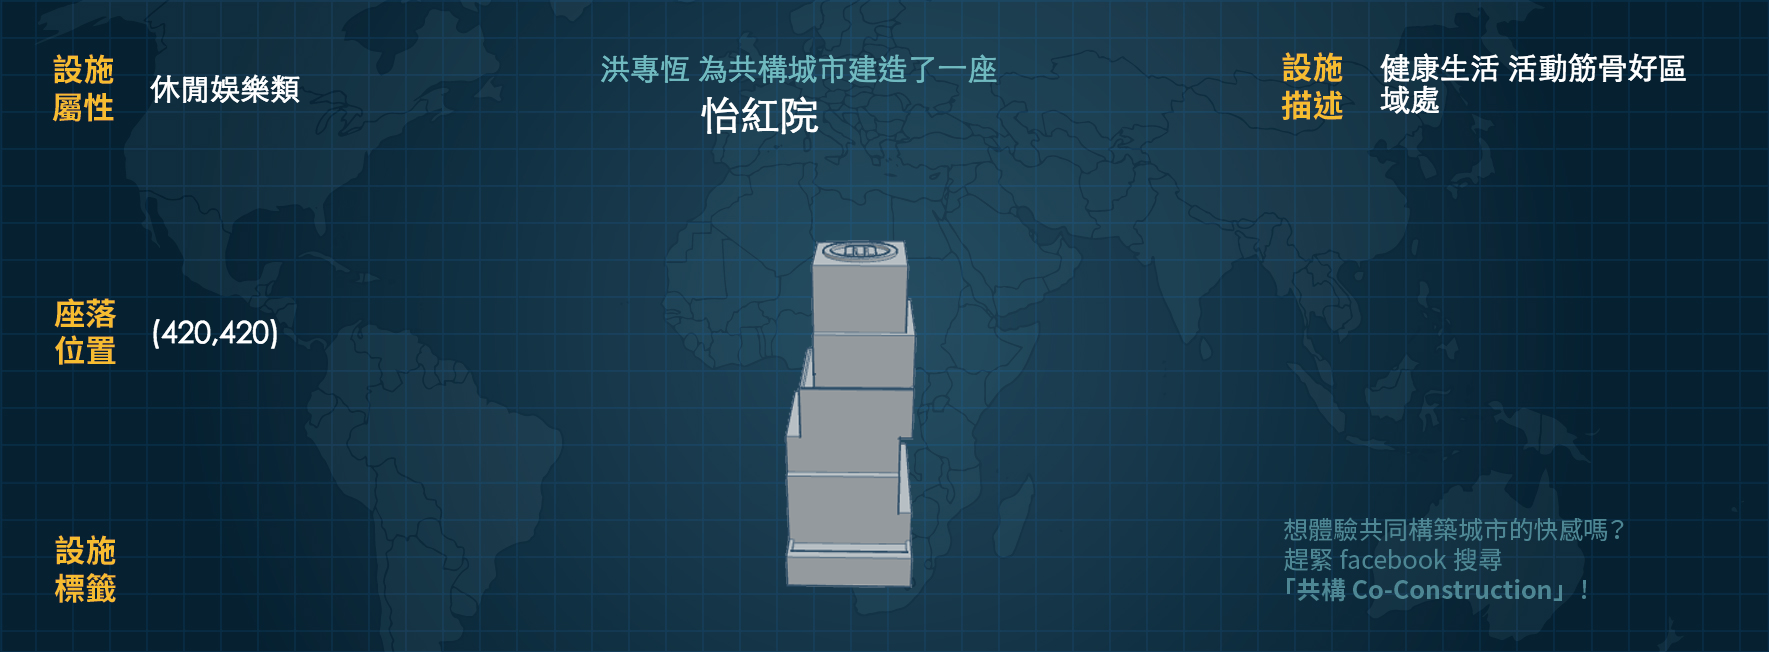 設施
屬性
休閒娛樂類
洪專恆 為共構城市建造了一座
怡紅院
設施
描述
健康生活 活動筋骨好區
域處
座落
位置
(420,420)
設施
標籤
想體驗共同構築城市的快感嗎?
趕緊 facebook 搜尋
「共構 Co-Construction」!